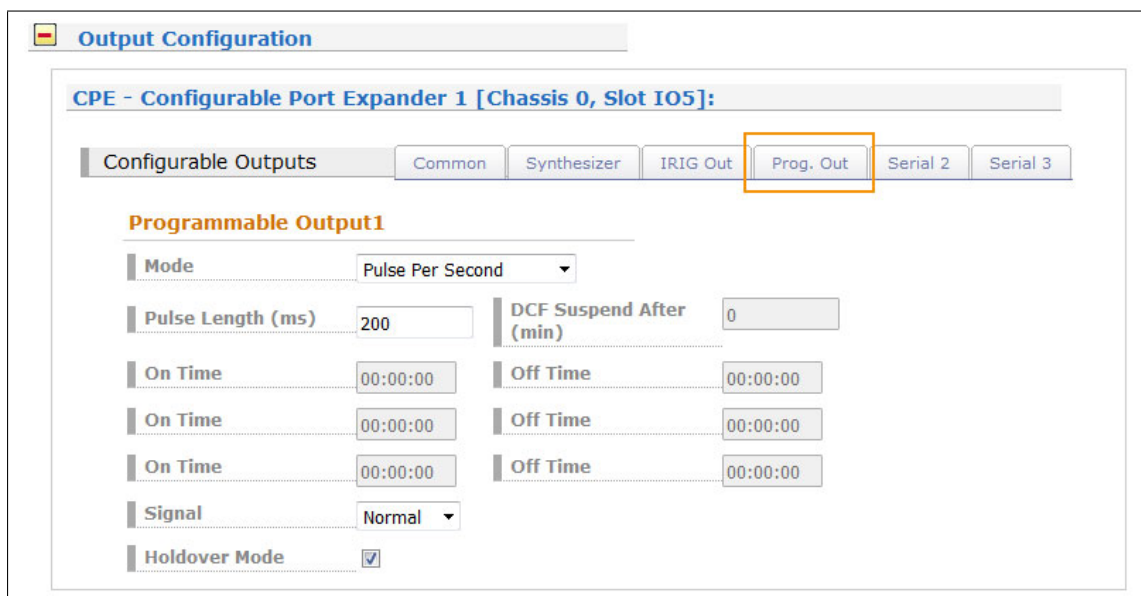 Output Configuration
CPE - Configurable Port Expander 1 [Chassis 0, Slot IO5]:
Configurable Outputs Common Synthesizer IRIG Out Prog. Out Serial 2 Serial 3
Programmable Output1
Mode Pulse Per Second
Pulse Length (ms) 200 DCF Suspend After (min) 0
On Time 00:00:00 Off Time 00:00:00
On Time 00:00:00 Off Time 00:00:00
On Time 00:00:00 Off Time 00:00:00
Signal Normal
Holdover Mode